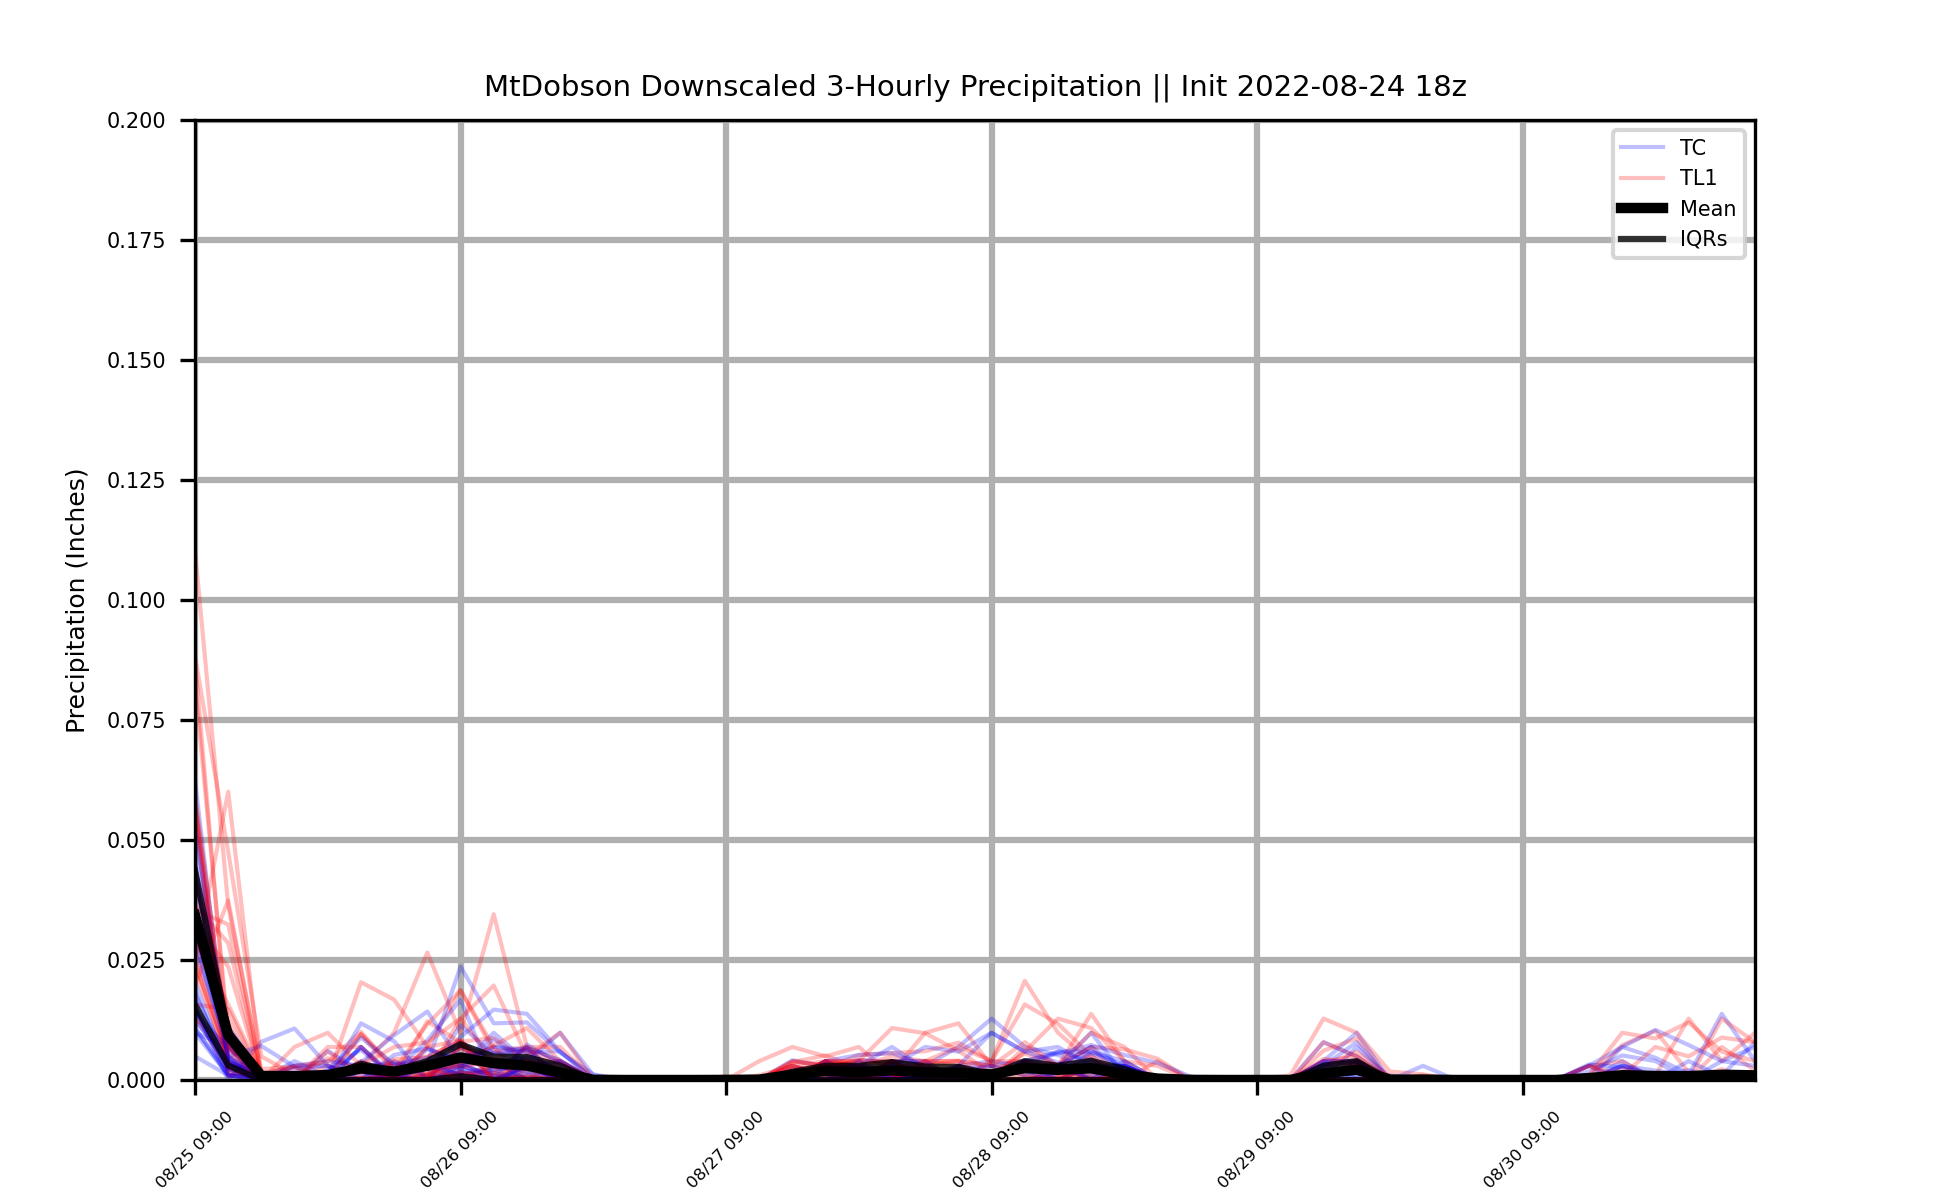 MtDobson Downscaled 3-Hourly Precipitation || Init 2022-08-24 18z
TC
TL1
Mean
IQRs
Precipitation (Inches)
0.200
0.175
0.150
0.125
0.100
0.075
0.050
0.025
0.000
08/25 09:00
08/26 09:00
08/27 09:00
08/28 09:00
08/29 09:00
08/30 09:00